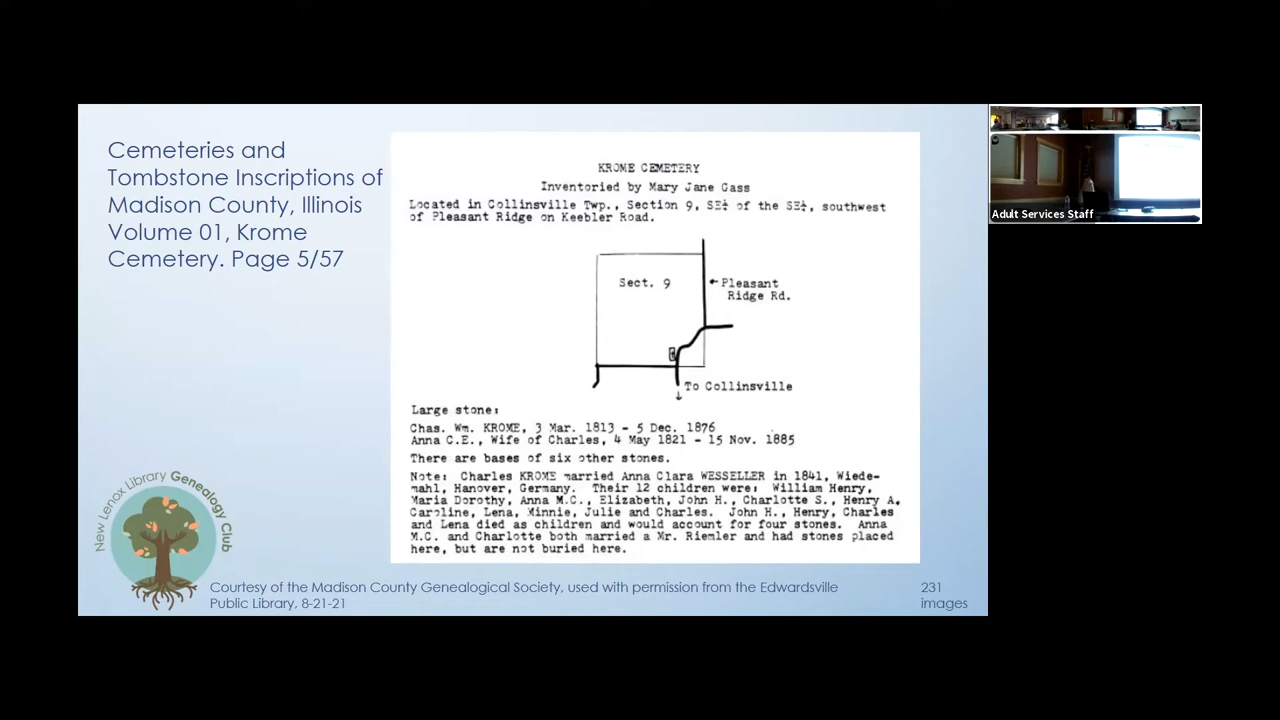 Cemeteries and
Tombstone Inscriptions of
Madison County, Illinois
Volume 01, Krome
Cemetery. Page 5/57
KROME CEMETERY
Inventoried by Mary Jane Gass
Located in Collinsville Twp., Section 9, SE¼ of the SE¼, southwest
of Pleasant Ridge on Keebler Road.
Sect. 9
Pleasant
Ridge Rd.
To Collinsville
Large stone:
Chas. Wm. KROME, 3 Mar. 1813 - 5 Dec. 1876
Anna C.E., Wife of Charles, 4 May 1821 - 15 Nov. 1885
There are bases of six other stones.
Note: Charles KROME married Anna Clara WESSELLER in 1841, Wiede-
mahl, Hanover, Germany. Their 12 children were: William Henry,
Maria Dorothy, Anna M.C., Elizabeth, John H., Charlotte S., Henry A.
Caroline, Lena, Minnie, Julie and Charles. John H., Henry, Charles
and Lena died as children and would account for four stones. Anna
M.C. and Charlotte both married a Mr. Riemler and had stones placed
here, but are not buried here.
New Lenox Library Genealogy Club
Courtesy of the Madison County Genealogical Society, used with permission from the Edwardsville
Public Library, 8-21-21
231
images
Adult Services Staff